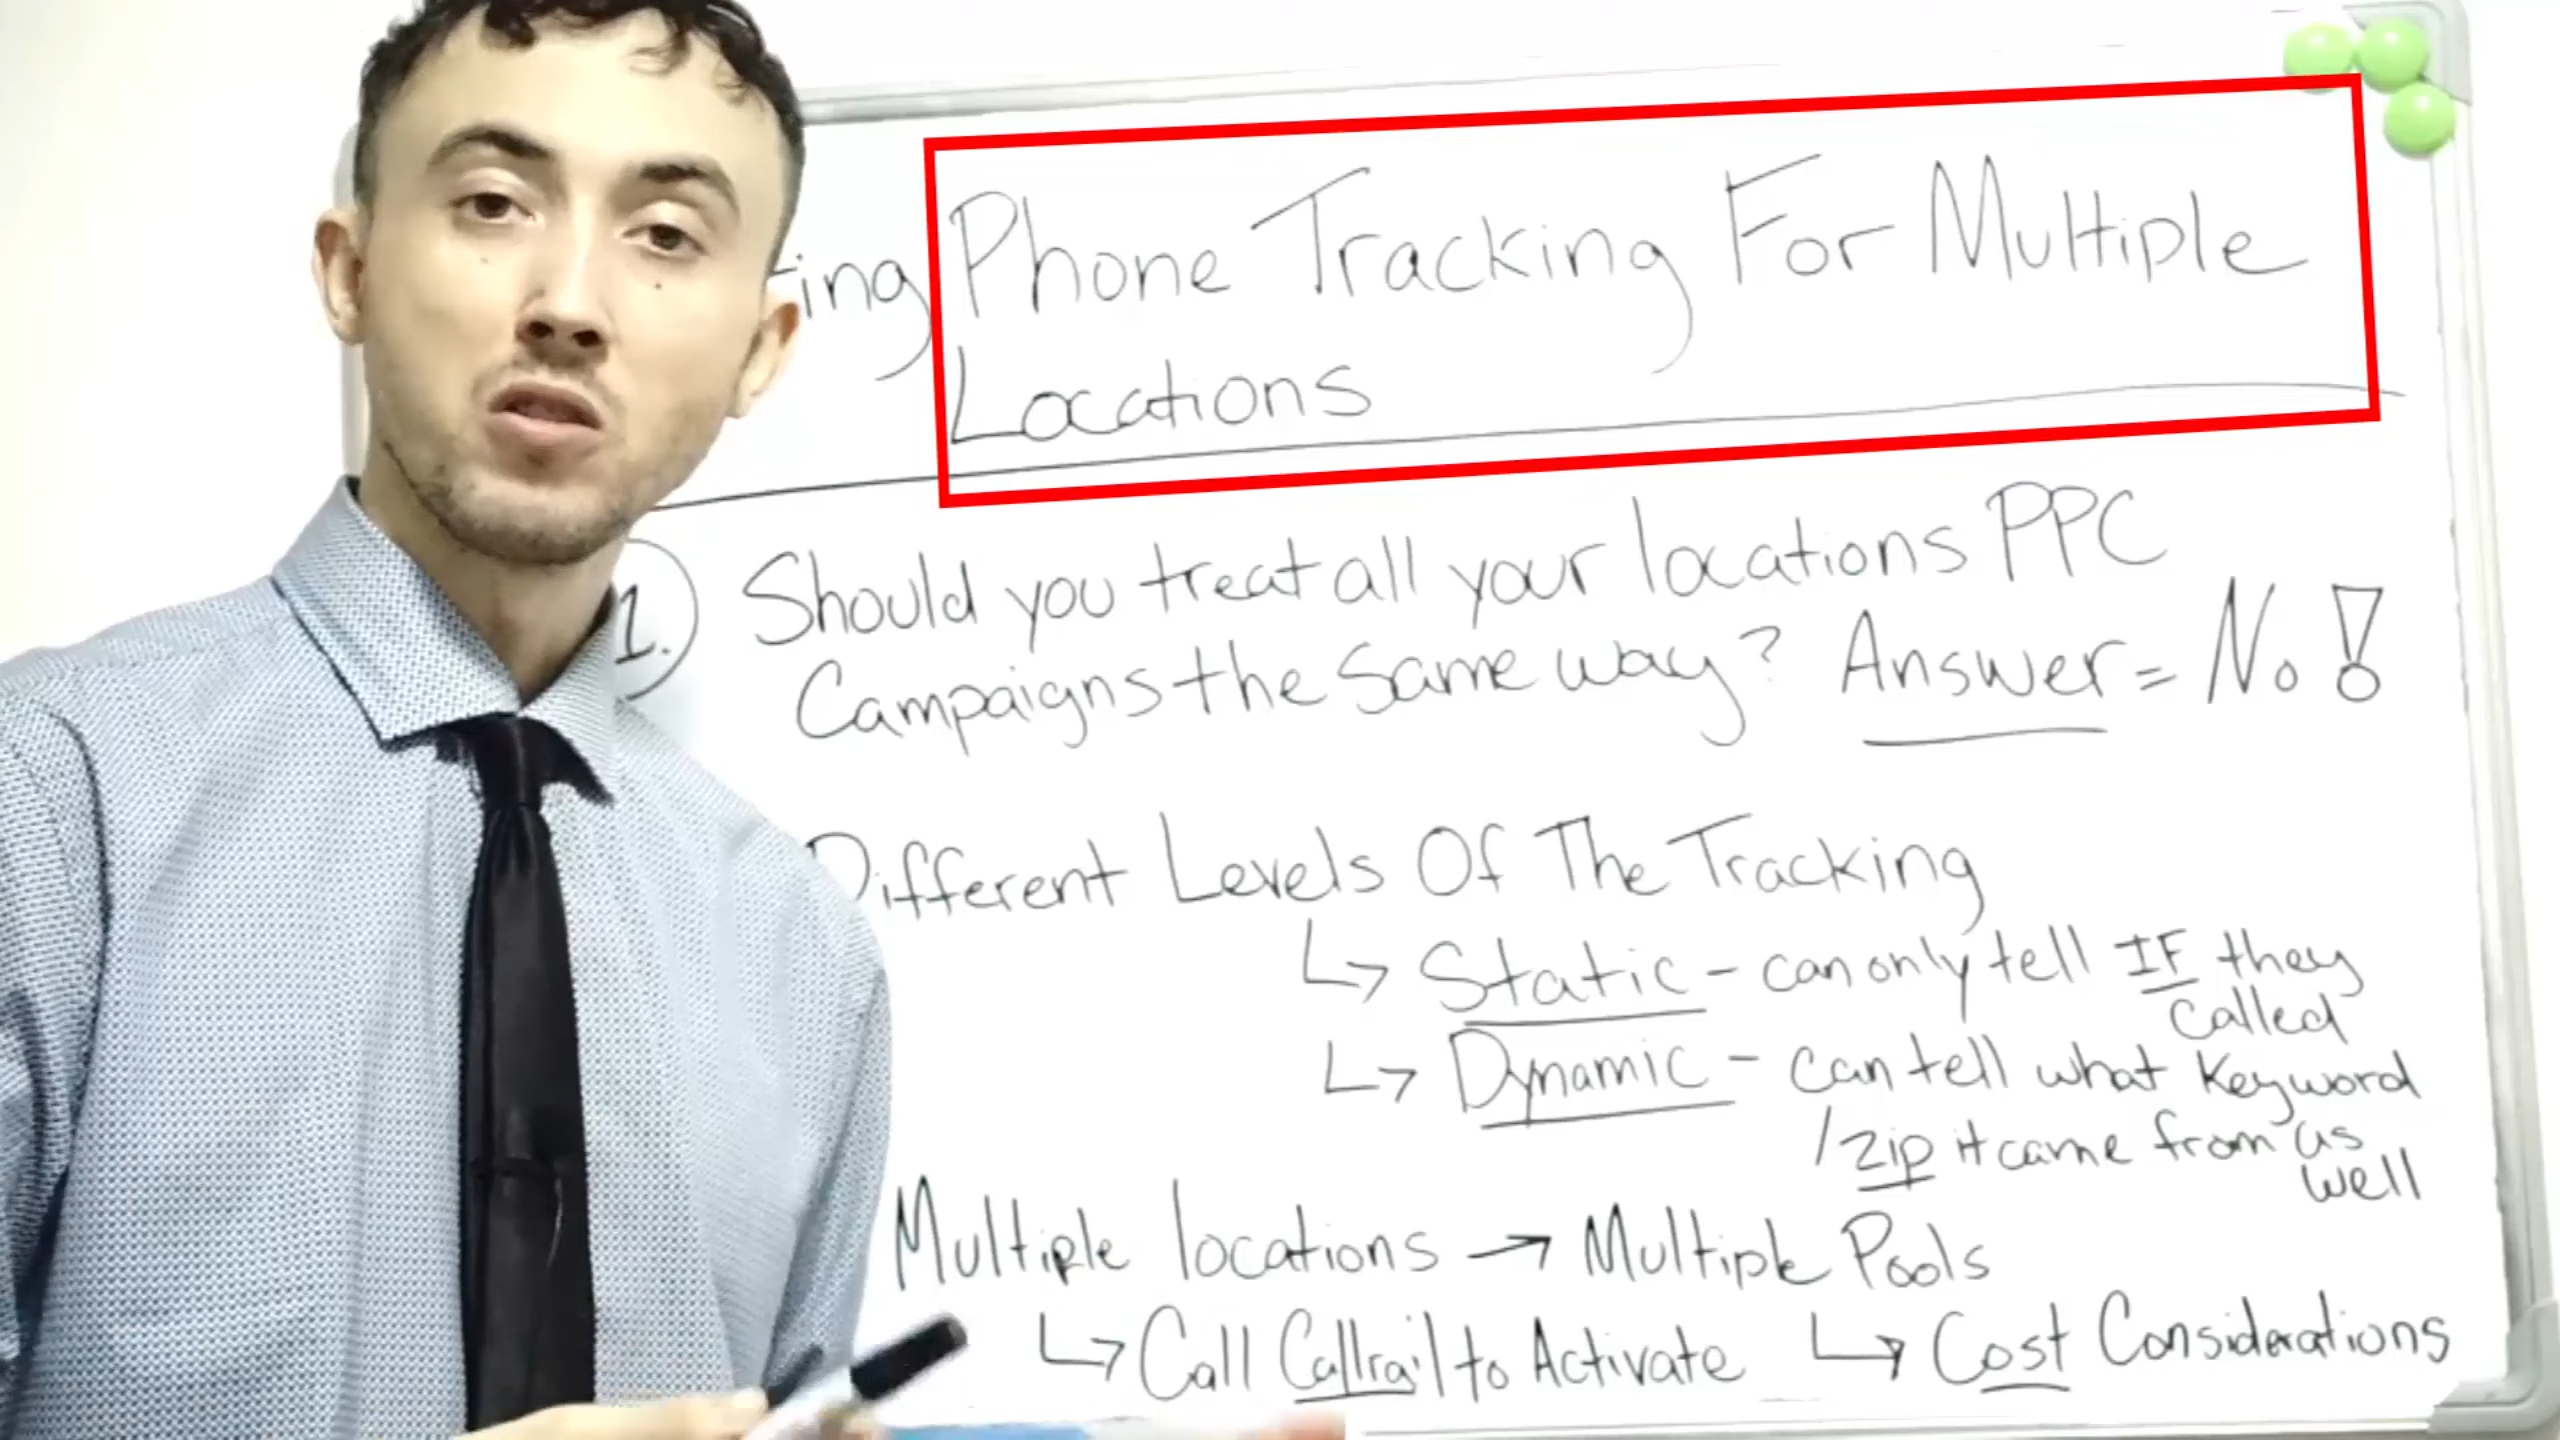 Phone Tracking For Multiple
Locations
1.) Should you treat all your locations PPC
Campaigns the same way? Answer = No!
Different Levels Of The Tracking
↳ Static - can only tell IF they
called
↳ Dynamic - can tell what keyword
/zip it came from as
well
Multiple locations → Multiple Pools
↳ Call Callrail to Activate ↳ Cost Considerations